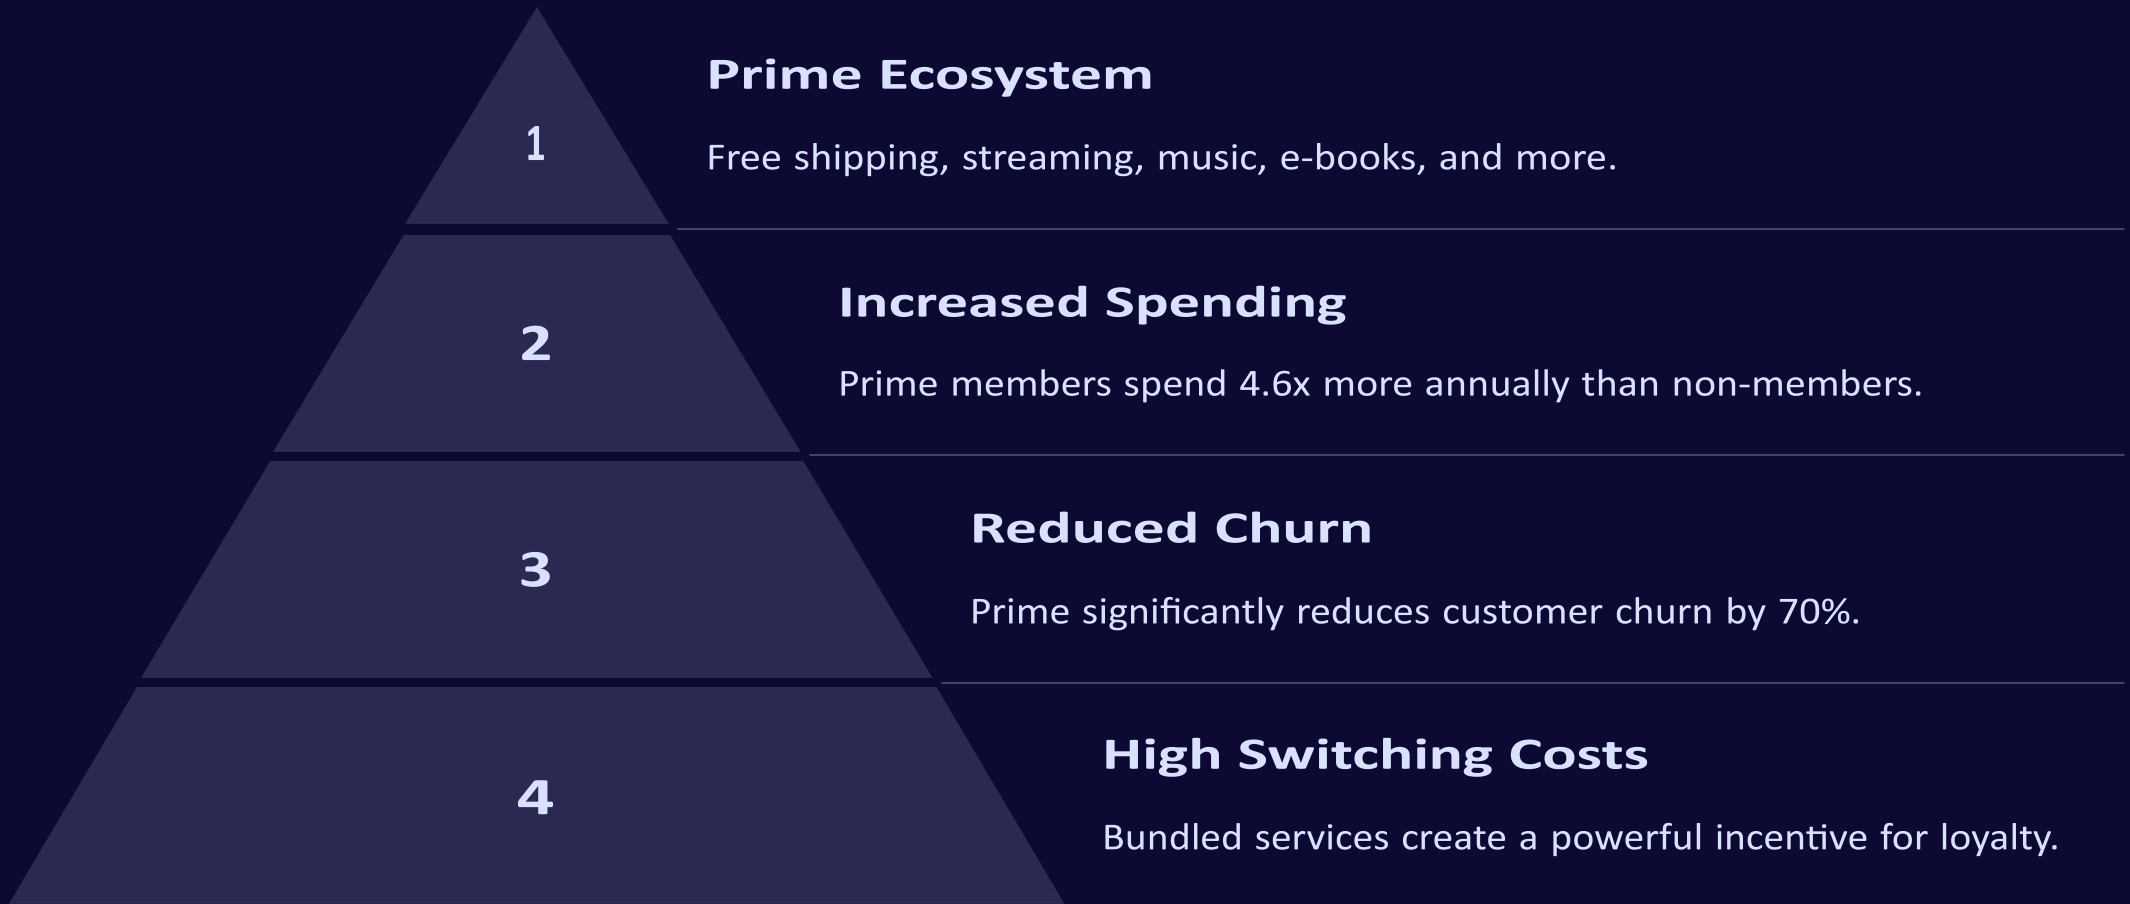 1
Prime Ecosystem
Free shipping, streaming, music, e-books, and more.
2
Increased Spending
Prime members spend 4.6x more annually than non-members.
3
Reduced Churn
Prime significantly reduces customer churn by 70%.
4
High Switching Costs
Bundled services create a powerful incentive for loyalty.